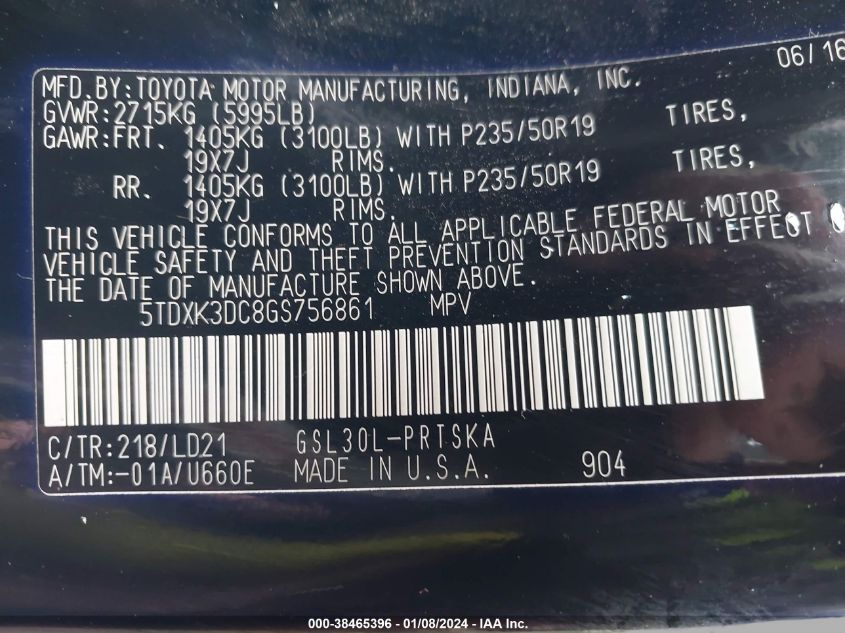 06/16
MFD.BY:TOYOTA MOTOR MANUFACTURING, INDIANA, INC.
GVWR:2715KG (5995LB)
GAWR:FRT. 1405KG (3100LB) WITH P235/50R19 TIRES,
19X7J RIMS.
RR. 1405KG (3100LB) WITH P235/50R19 TIRES,
19X7J RIMS.
THIS VEHICLE CONFORMS TO ALL APPLICABLE FEDERAL MOTOR
VEHICLE SAFETY AND THEFT PREVENTION STANDARDS IN EFFECT
THE DATE OF MANUFACTURE SHOWN ABOVE.
5TDXK3DC8GS756861 MPV
C/TR:218/LD21 GSL30L-PRTSKA
A/TM:-01A/U660E MADE IN U.S.A. 904
000-38465396 - 01/08/2024 - IAA Inc.